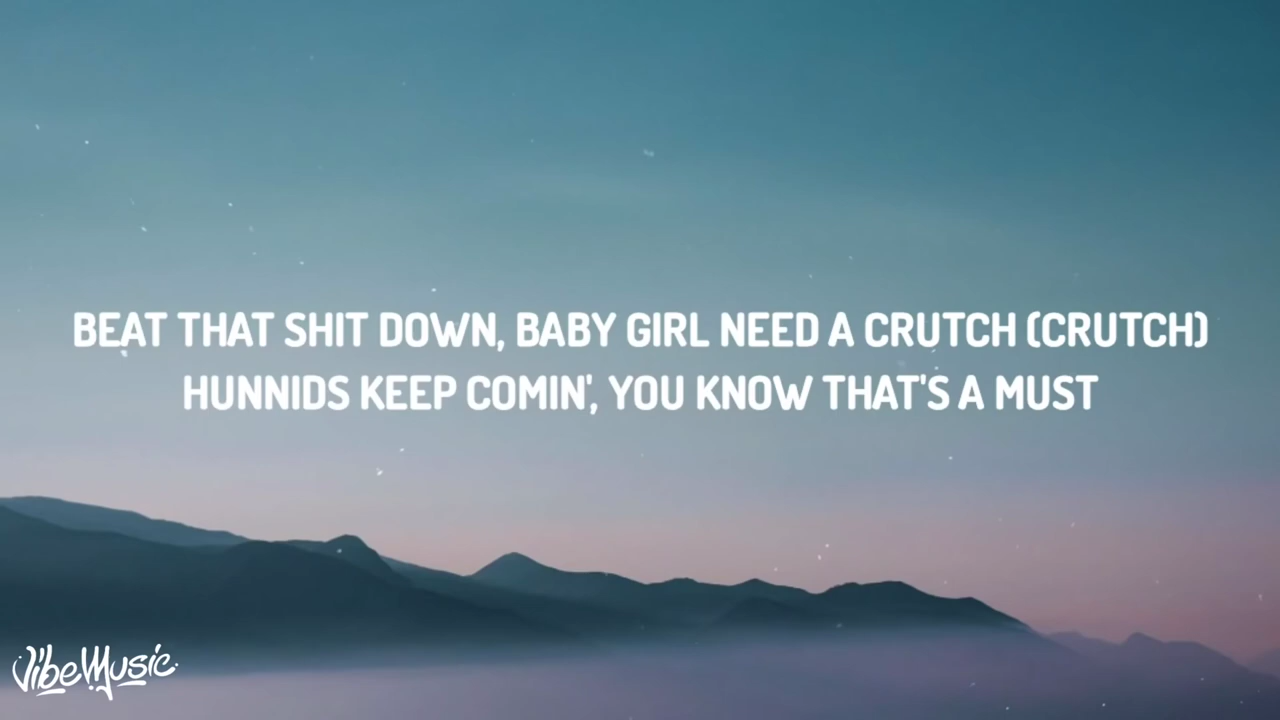 BEAT THAT SHIT DOWN, BABY GIRL NEED A CRUTCH (CRUTCH)
HUNNIDS KEEP COMIN', YOU KNOW THAT'S A MUST
VibeMusic